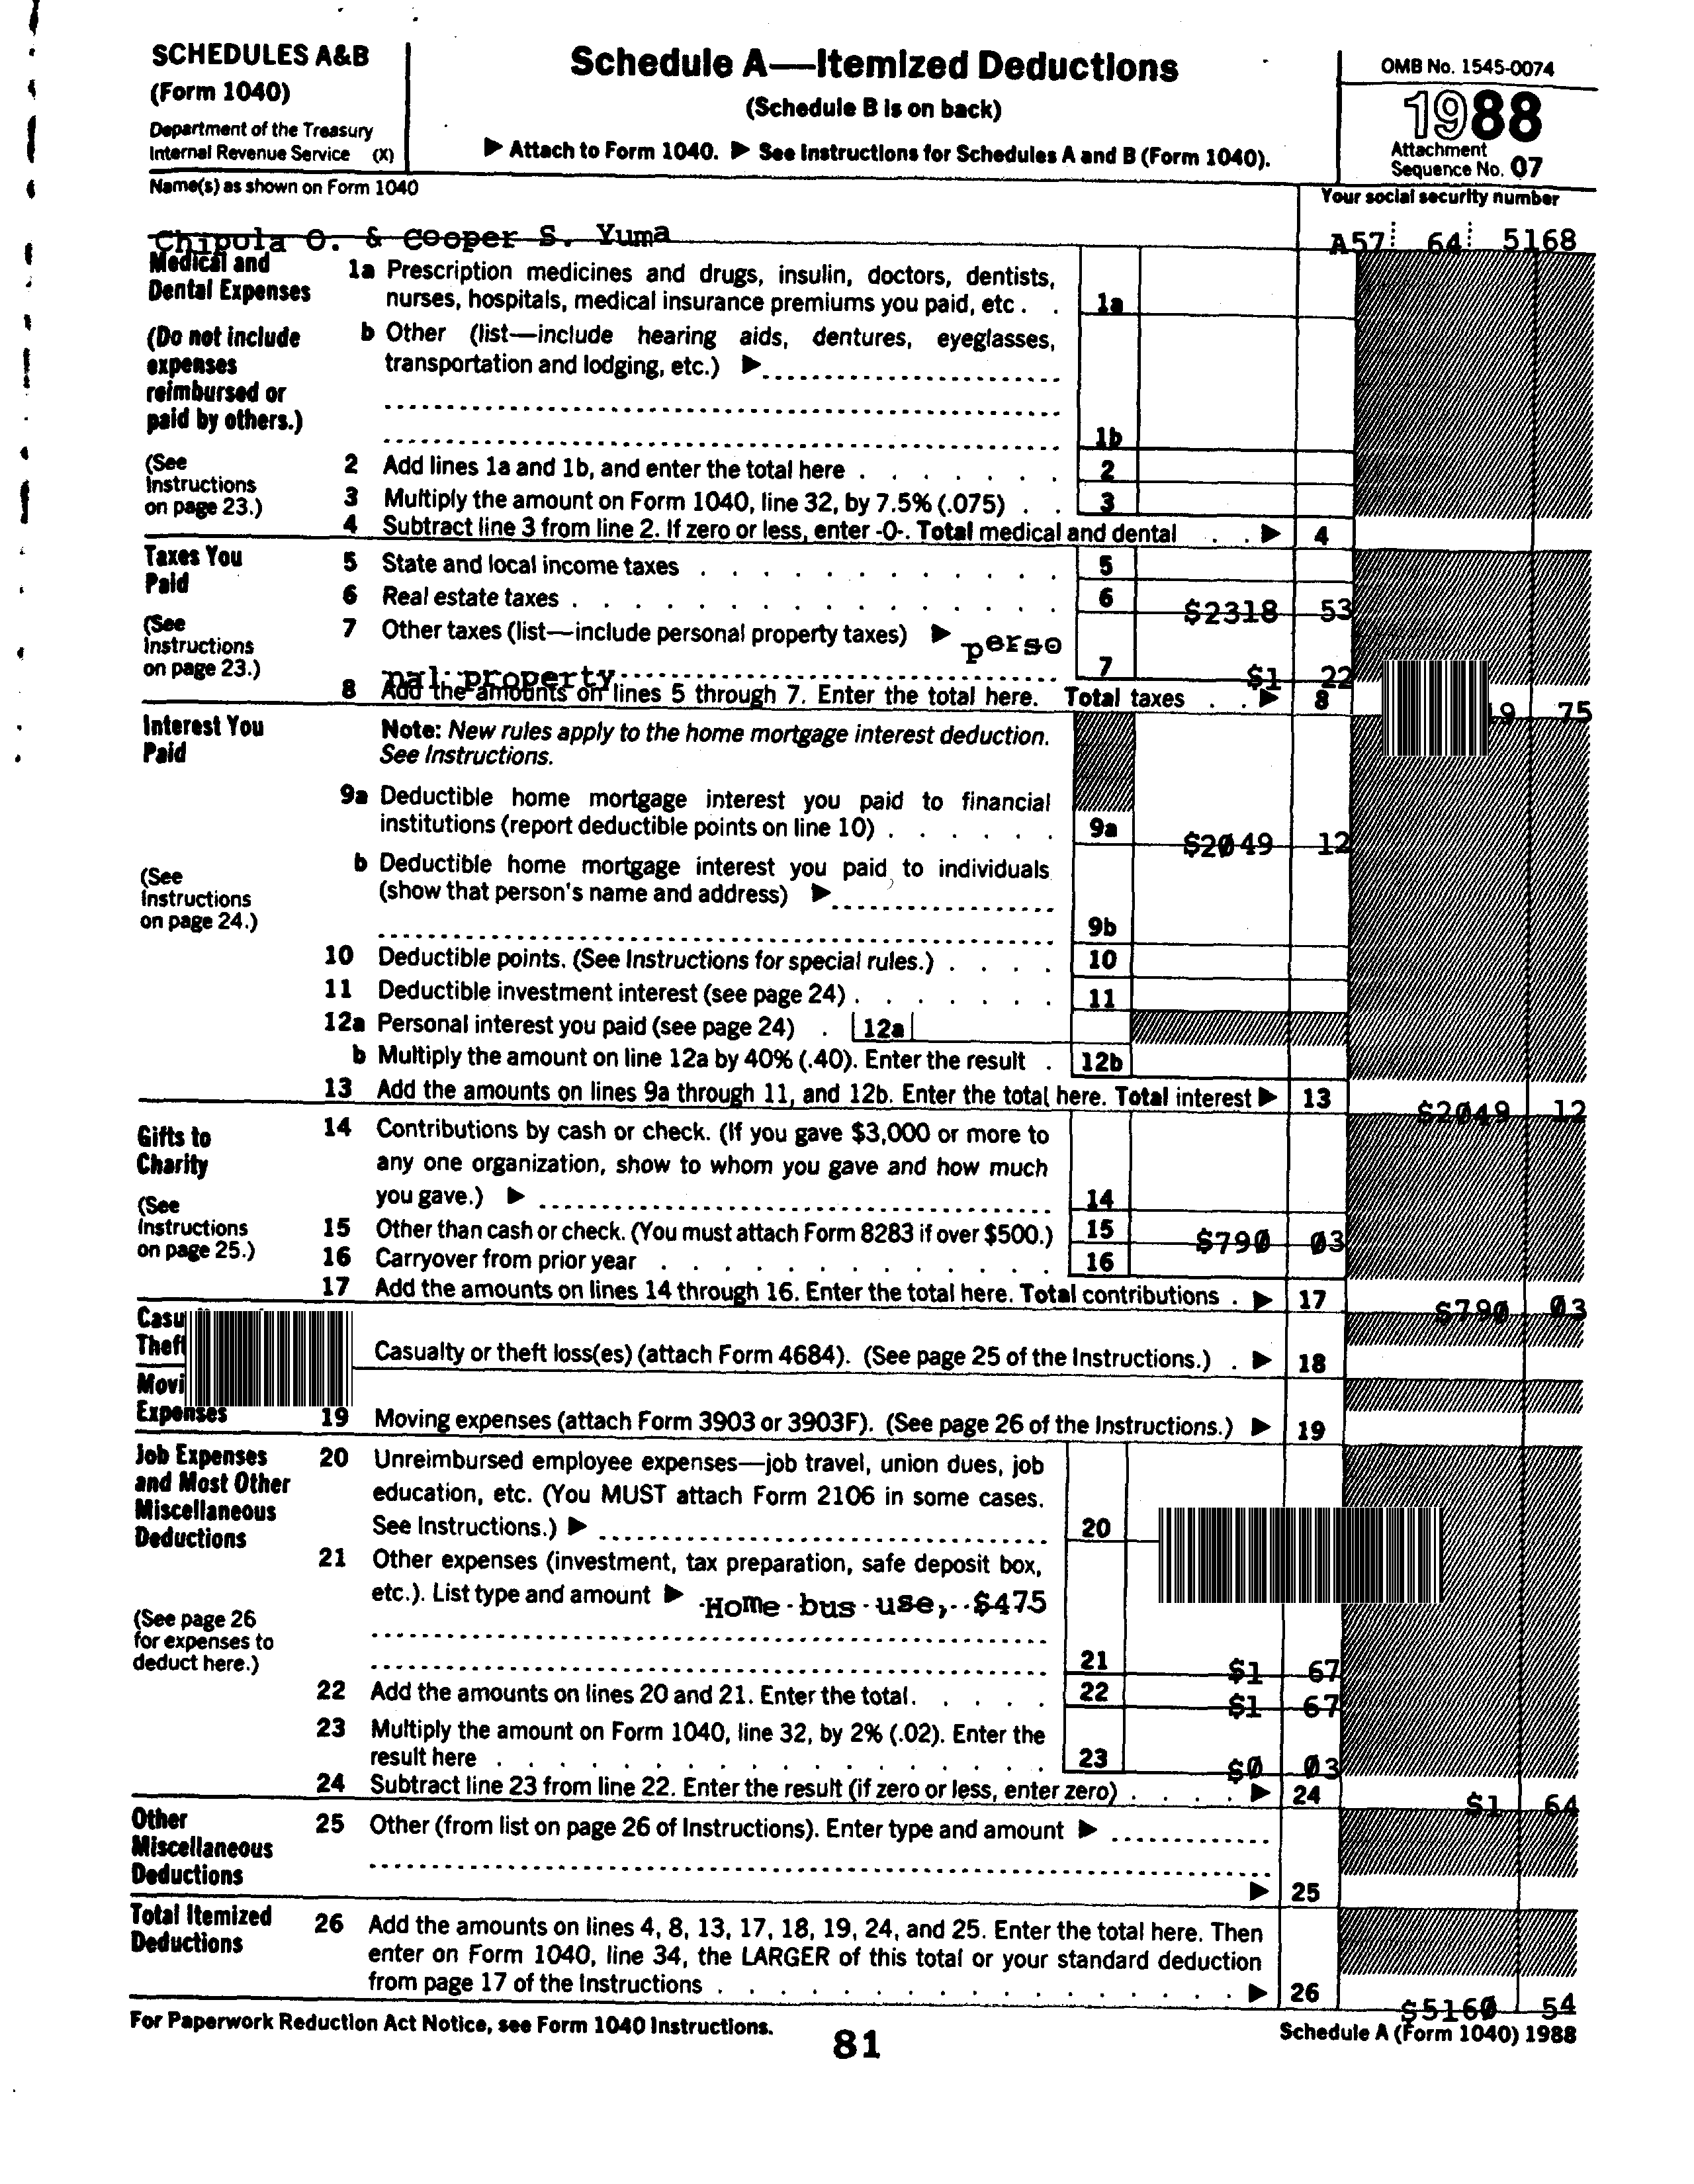 SCHEDULES A&B
(Form 1040)
Department of the Treasury
Internal Revenue Service (X)
Schedule A—Itemized Deductions
(Schedule B is on back)
▶ Attach to Form 1040. ▶ See Instructions for Schedules A and B (Form 1040).
OMB No. 1545-0074
1988
Attachment
Sequence No. 07
Name(s) as shown on Form 1040
Your social security number
Chipola O. & Cooper S. Yuma
A57 64 5168
Medical and
Dental Expenses
(Do not include
expenses
reimbursed or
paid by others.)
(See
Instructions
on page 23.)
1a Prescription medicines and drugs, insulin, doctors, dentists,
nurses, hospitals, medical insurance premiums you paid, etc . . 1a
b Other (list—include hearing aids, dentures, eyeglasses,
transportation and lodging, etc.) ▶
1b
2 Add lines 1a and 1b, and enter the total here . . . . . . . 2
3 Multiply the amount on Form 1040, line 32, by 7.5% (.075) . . 3
4 Subtract line 3 from line 2. If zero or less, enter -0-. Total medical and dental . . ▶ 4
Taxes You
Paid
(See
Instructions
on page 23.)
5 State and local income taxes . . . . . . . . . . . . 5
6 Real estate taxes . . . . . . . . . . . . . . . . 6 $2318 53
7 Other taxes (list—include personal property taxes) ▶ perso
nal property 7 $1 22
8 Add the amounts on lines 5 through 7. Enter the total here. Total taxes . . ▶ 8 19 75
Interest You
Paid
(See
Instructions
on page 24.)
Note: New rules apply to the home mortgage interest deduction.
See Instructions.
9a Deductible home mortgage interest you paid to financial
institutions (report deductible points on line 10) . . . . . . 9a $2049 12
b Deductible home mortgage interest you paid to individuals
(show that person's name and address) ▶
9b
10 Deductible points. (See Instructions for special rules.) . . . . 10
11 Deductible investment interest (see page 24) . . . . . . . 11
12a Personal interest you paid (see page 24) . 12a
b Multiply the amount on line 12a by 40% (.40). Enter the result . 12b
13 Add the amounts on lines 9a through 11, and 12b. Enter the total here. Total interest ▶ 13 $2049 12
Gifts to
Charity
(See
Instructions
on page 25.)
14 Contributions by cash or check. (If you gave $3,000 or more to
any one organization, show to whom you gave and how much
you gave.) ▶ 14
15 Other than cash or check. (You must attach Form 8283 if over $500.) 15 $790 03
16 Carryover from prior year . . . . . . . . . . . . . 16
17 Add the amounts on lines 14 through 16. Enter the total here. Total contributions . ▶ 17 $790 03
Casu
Theft
Casualty or theft loss(es) (attach Form 4684). (See page 25 of the Instructions.) . ▶ 18
Movi
Expenses
19 Moving expenses (attach Form 3903 or 3903F). (See page 26 of the Instructions.) ▶ 19
Job Expenses
and Most Other
Miscellaneous
Deductions
(See page 26
for expenses to
deduct here.)
20 Unreimbursed employee expenses—job travel, union dues, job
education, etc. (You MUST attach Form 2106 in some cases.
See Instructions.) ▶ 20
21 Other expenses (investment, tax preparation, safe deposit box,
etc.). List type and amount ▶ Home bus use, $475
21 $1 67
22 Add the amounts on lines 20 and 21. Enter the total. . . . . 22 $1 67
23 Multiply the amount on Form 1040, line 32, by 2% (.02). Enter the
result here . . . . . . . . . . . . . . . . . 23 $0 03
24 Subtract line 23 from line 22. Enter the result (if zero or less, enter zero) . . . . ▶ 24 $1 64
Other
Miscellaneous
Deductions
25 Other (from list on page 26 of Instructions). Enter type and amount ▶
▶ 25
Total Itemized
Deductions
26 Add the amounts on lines 4, 8, 13, 17, 18, 19, 24, and 25. Enter the total here. Then
enter on Form 1040, line 34, the LARGER of this total or your standard deduction
from page 17 of the Instructions . . . . . . . . . . . . . . . . ▶ 26 $5160 54
For Paperwork Reduction Act Notice, see Form 1040 Instructions.
81
Schedule A (Form 1040) 1988